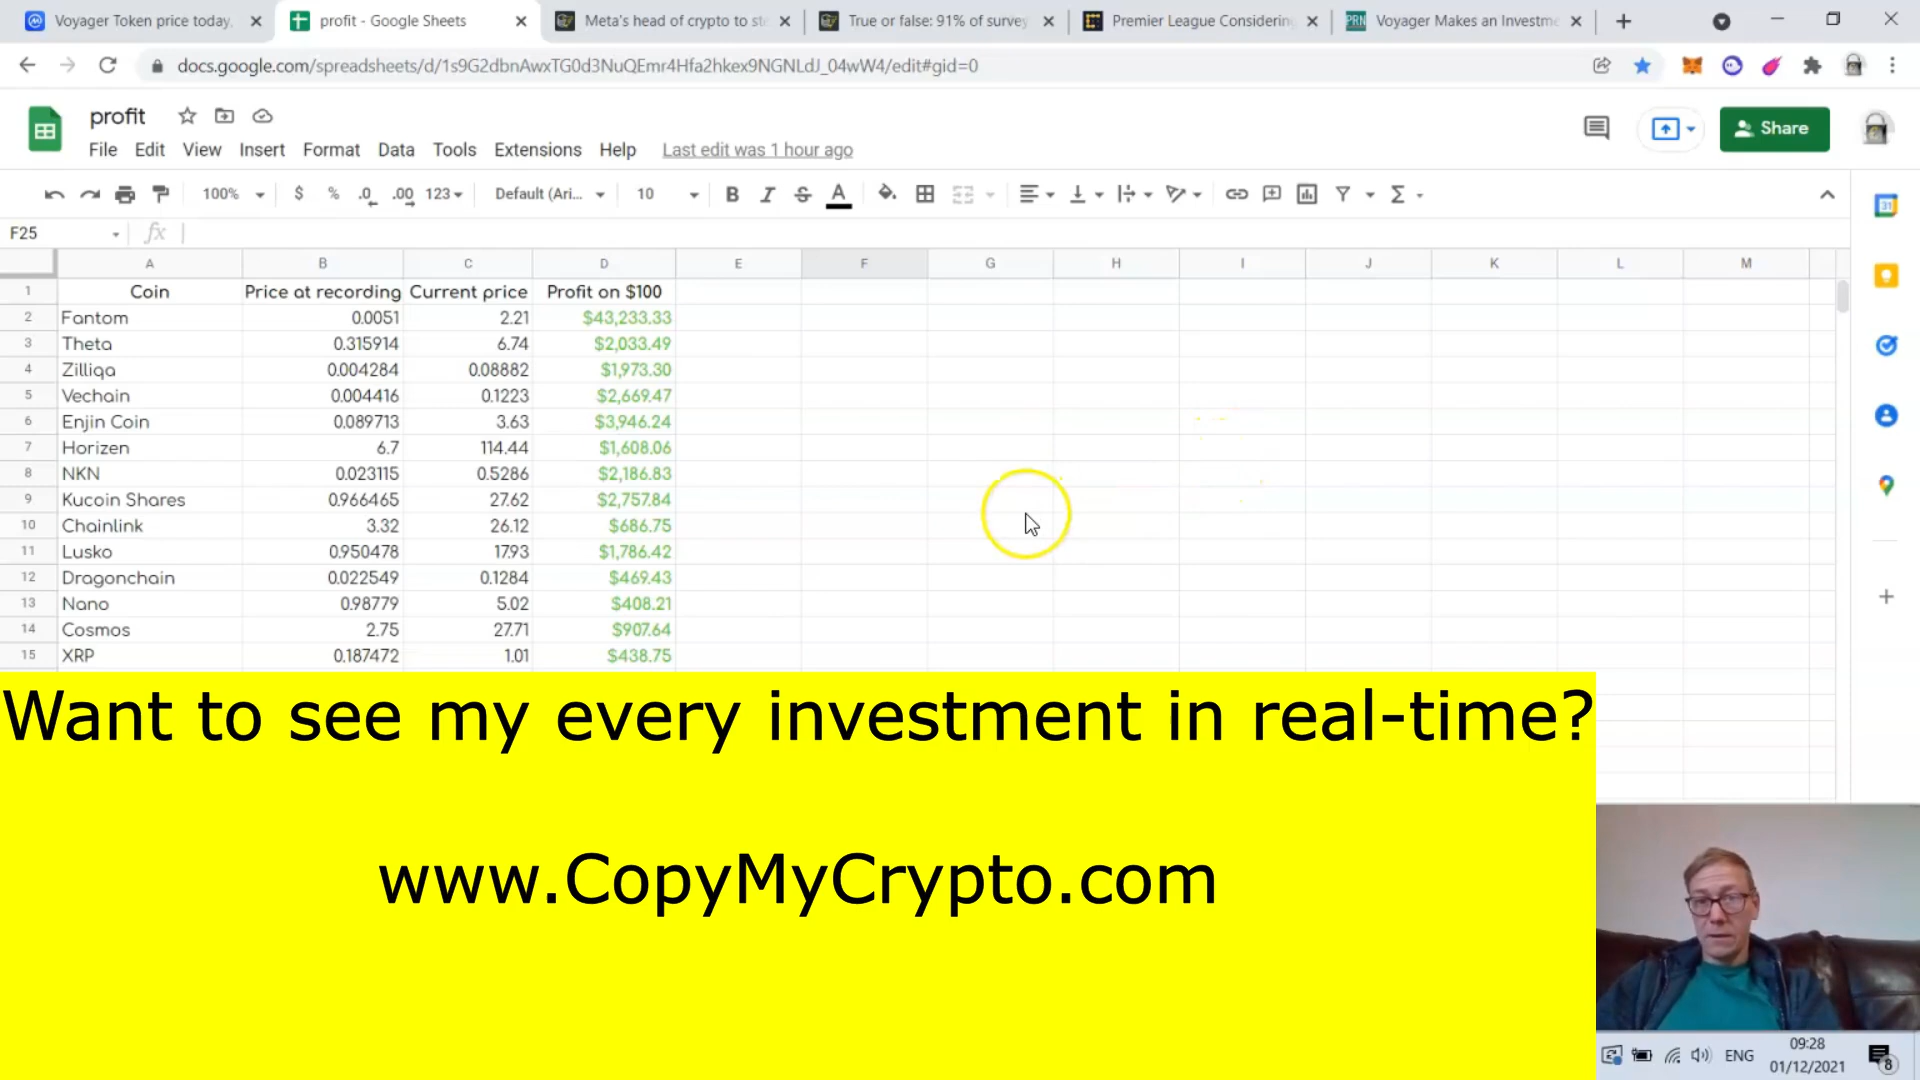 Voyager Token price today,
profit - Google Sheets
Meta's head of crypto to ste
True or false: 91% of survey
Premier League Considering
Voyager Makes an Investme
docs.google.com/spreadsheets/d/1s9G2dbnAwxTG0d3NuQEmr4Hfa2hkex9NGNLdJ_04wW4/edit#gid=0
profit
Share
File Edit View Insert Format Data Tools Extensions Help Last edit was 1 hour ago
100% $ % .0 .00 123 Default (Ari... 10 B I S A Σ
F25 fx
A B C D E F G H I J K L M
1 Coin Price at recording Current price Profit on $100
2 Fantom 0.0051 2.21 $43,233.33
3 Theta 0.315914 6.74 $2,033.49
4 Zilliqa 0.004284 0.08882 $1,973.30
5 Vechain 0.004416 0.1223 $2,669.47
6 Enjin Coin 0.089713 3.63 $3,946.24
7 Horizen 6.7 114.44 $1,608.06
8 NKN 0.023115 0.5286 $2,186.83
9 Kucoin Shares 0.966465 27.62 $2,757.84
10 Chainlink 3.32 26.12 $686.75
11 Lusko 0.950478 17.93 $1,786.42
12 Dragonchain 0.022549 0.1284 $469.43
13 Nano 0.98779 5.02 $408.21
14 Cosmos 2.75 27.71 $907.64
15 XRP 0.187472 1.01 $438.75
Want to see my every investment in real-time?
www.CopyMyCrypto.com
ENG
09:28
01/12/2021
8
PRN
31